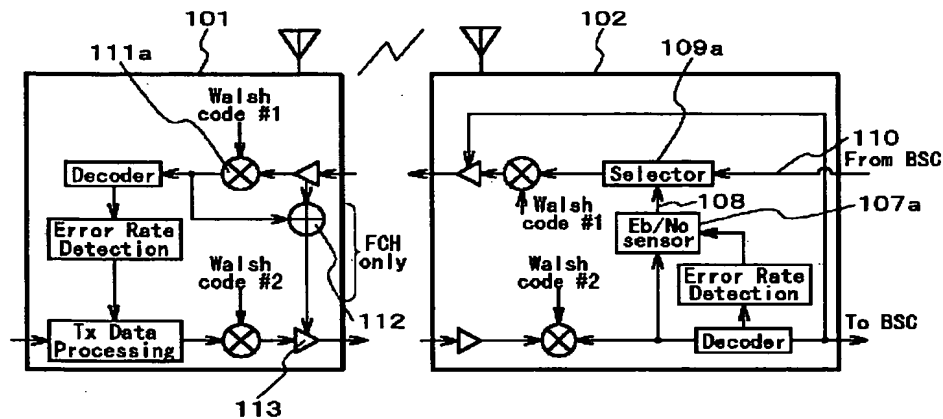 101
102
111a
109a
Walsh
code #1
110
From BSC
Decoder
Selector
108
107a
Walsh
code #1
Eb/No
sensor
Error Rate
Detection
FCH
only
Walsh
code #2
Walsh
code #2
Error Rate
Detection
112
To BSC
Tx Data
Processing
Decoder
113